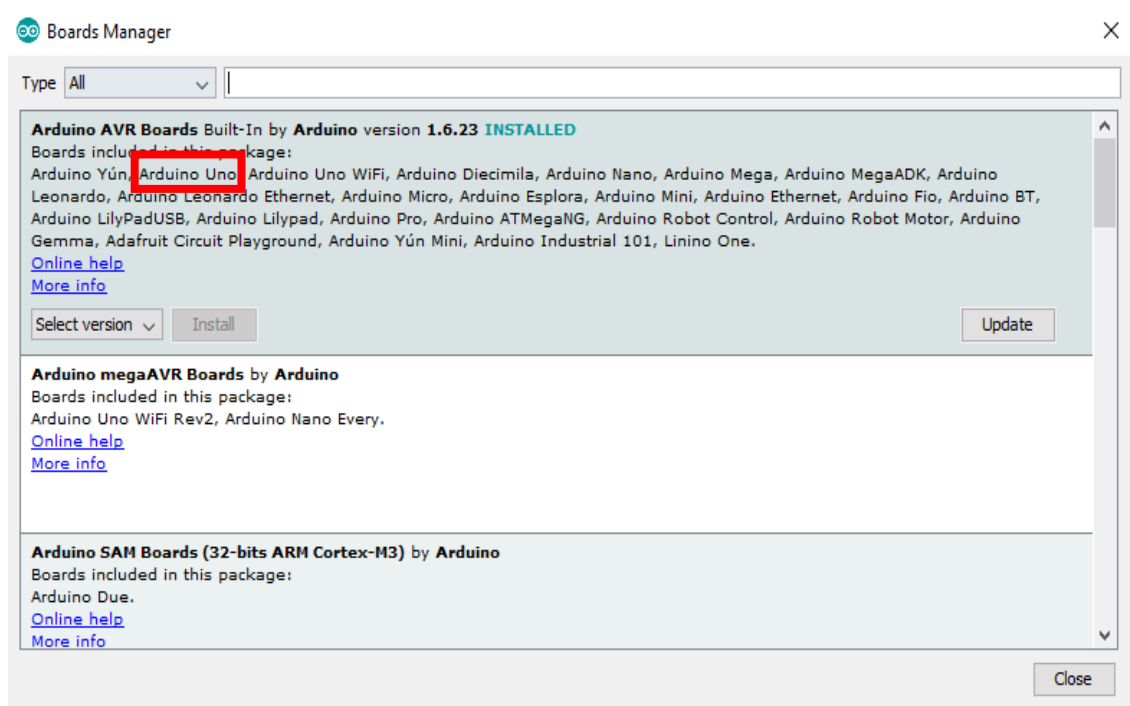 Boards Manager
Type All
Arduino AVR Boards Built-In by Arduino version 1.6.23 INSTALLED
Boards included in this package:
Arduino Yún, Arduino Uno, Arduino Uno WiFi, Arduino Diecimila, Arduino Nano, Arduino Mega, Arduino MegaADK, Arduino
Leonardo, Arduino Leonardo Ethernet, Arduino Micro, Arduino Esplora, Arduino Mini, Arduino Ethernet, Arduino Fio, Arduino BT,
Arduino LilyPadUSB, Arduino Lilypad, Arduino Pro, Arduino ATMegaNG, Arduino Robot Control, Arduino Robot Motor, Arduino
Gemma, Adafruit Circuit Playground, Arduino Yún Mini, Arduino Industrial 101, Linino One.
Online help
More info
Select version Install Update
Arduino megaAVR Boards by Arduino
Boards included in this package:
Arduino Uno WiFi Rev2, Arduino Nano Every.
Online help
More info
Arduino SAM Boards (32-bits ARM Cortex-M3) by Arduino
Boards included in this package:
Arduino Due.
Online help
More info
Close